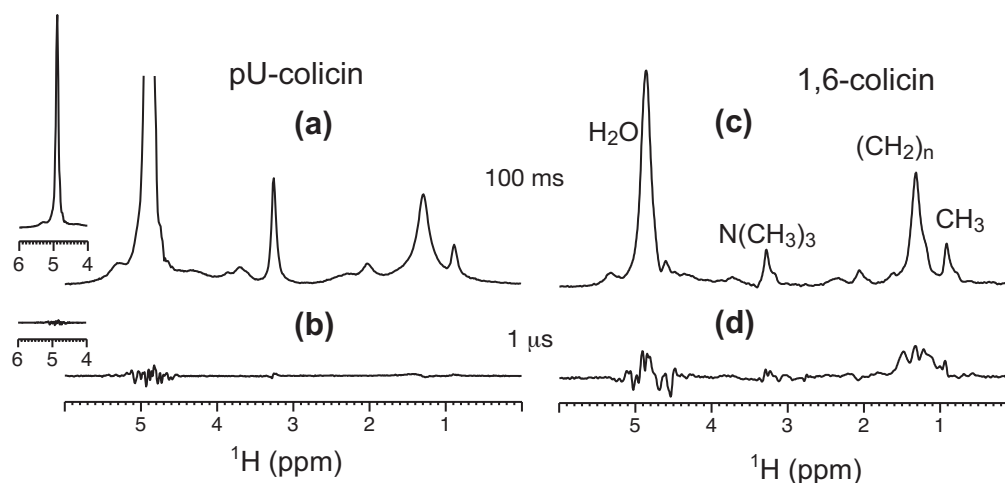 pU-colicin
(a)
6 5 4
100 ms
1,6-colicin
(c)
H2O
(CH2)n
N(CH3)3
CH3
(b)
6 5 4
1 μs
(d)
5 4 3 2 1
¹H (ppm)
5 4 3 2 1
¹H (ppm)